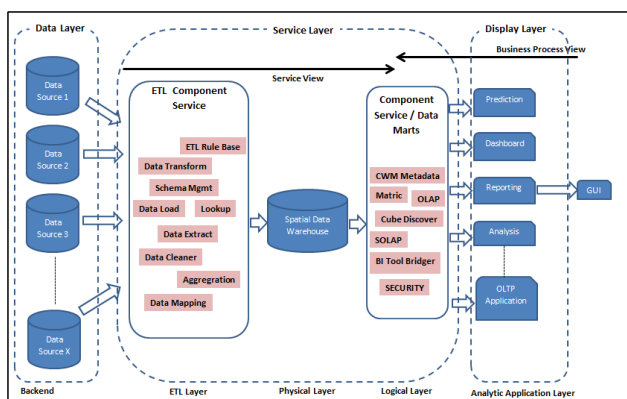 Data Layer
Service Layer
Display Layer
Business Process View
Service View
Data
Source 1
Data
Source 2
Data
Source 3
Data
Source X
ETL Component
Service
ETL Rule Base
Data Transform
Schema Mgmt
Data Load
Lookup
Data Extract
Data Cleaner
Aggregration
Data Mapping
Spatial Data
Warehouse
Component
Service / Data
Marts
CWM Metadata
Matric
OLAP
Cube Discover
SOLAP
BI Tool Bridger
SECURITY
Prediction
Dashboard
Reporting
GUI
Analysis
OLTP
Application
Backend
ETL Layer
Physical Layer
Logical Layer
Analytic Application Layer